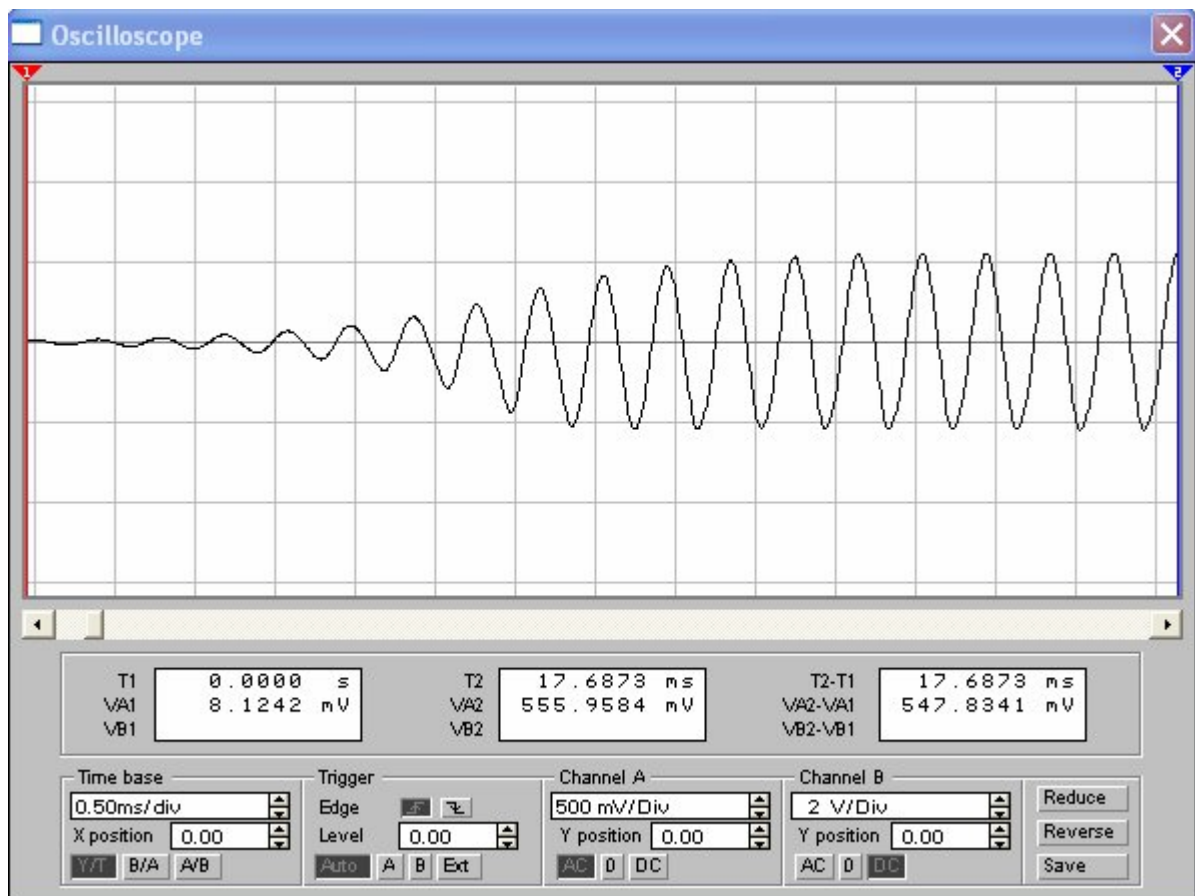 Oscilloscope
1 2
T1 0.0000 s T2 17.6873 ms T2-T1 17.6873 ms
VA1 8.1242 mV VA2 555.9584 mV VA2-VA1 547.8341 mV
VB1 VB2 VB2-VB1
Time base Trigger Channel A Channel B
0.50ms/div Edge 500 mV/Div 2 V/Div Reduce
X position 0.00 Level 0.00 Y position 0.00 Y position 0.00 Reverse
Y/T B/A A/B Auto A B Ext AC 0 DC AC 0 DC Save